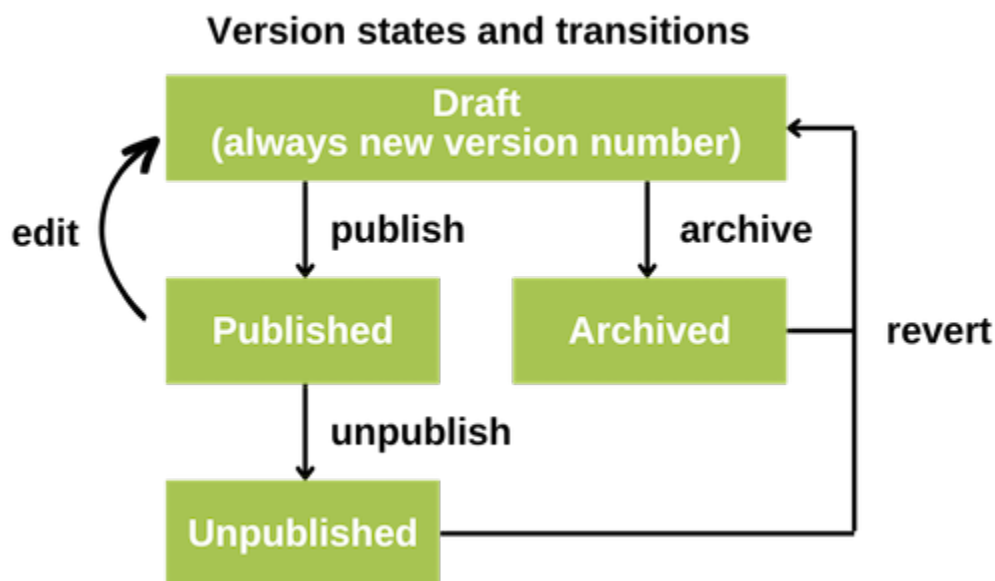 Version states and transitions
Draft
(always new version number)
edit
publish
archive
Published
Archived
revert
unpublish
Unpublished